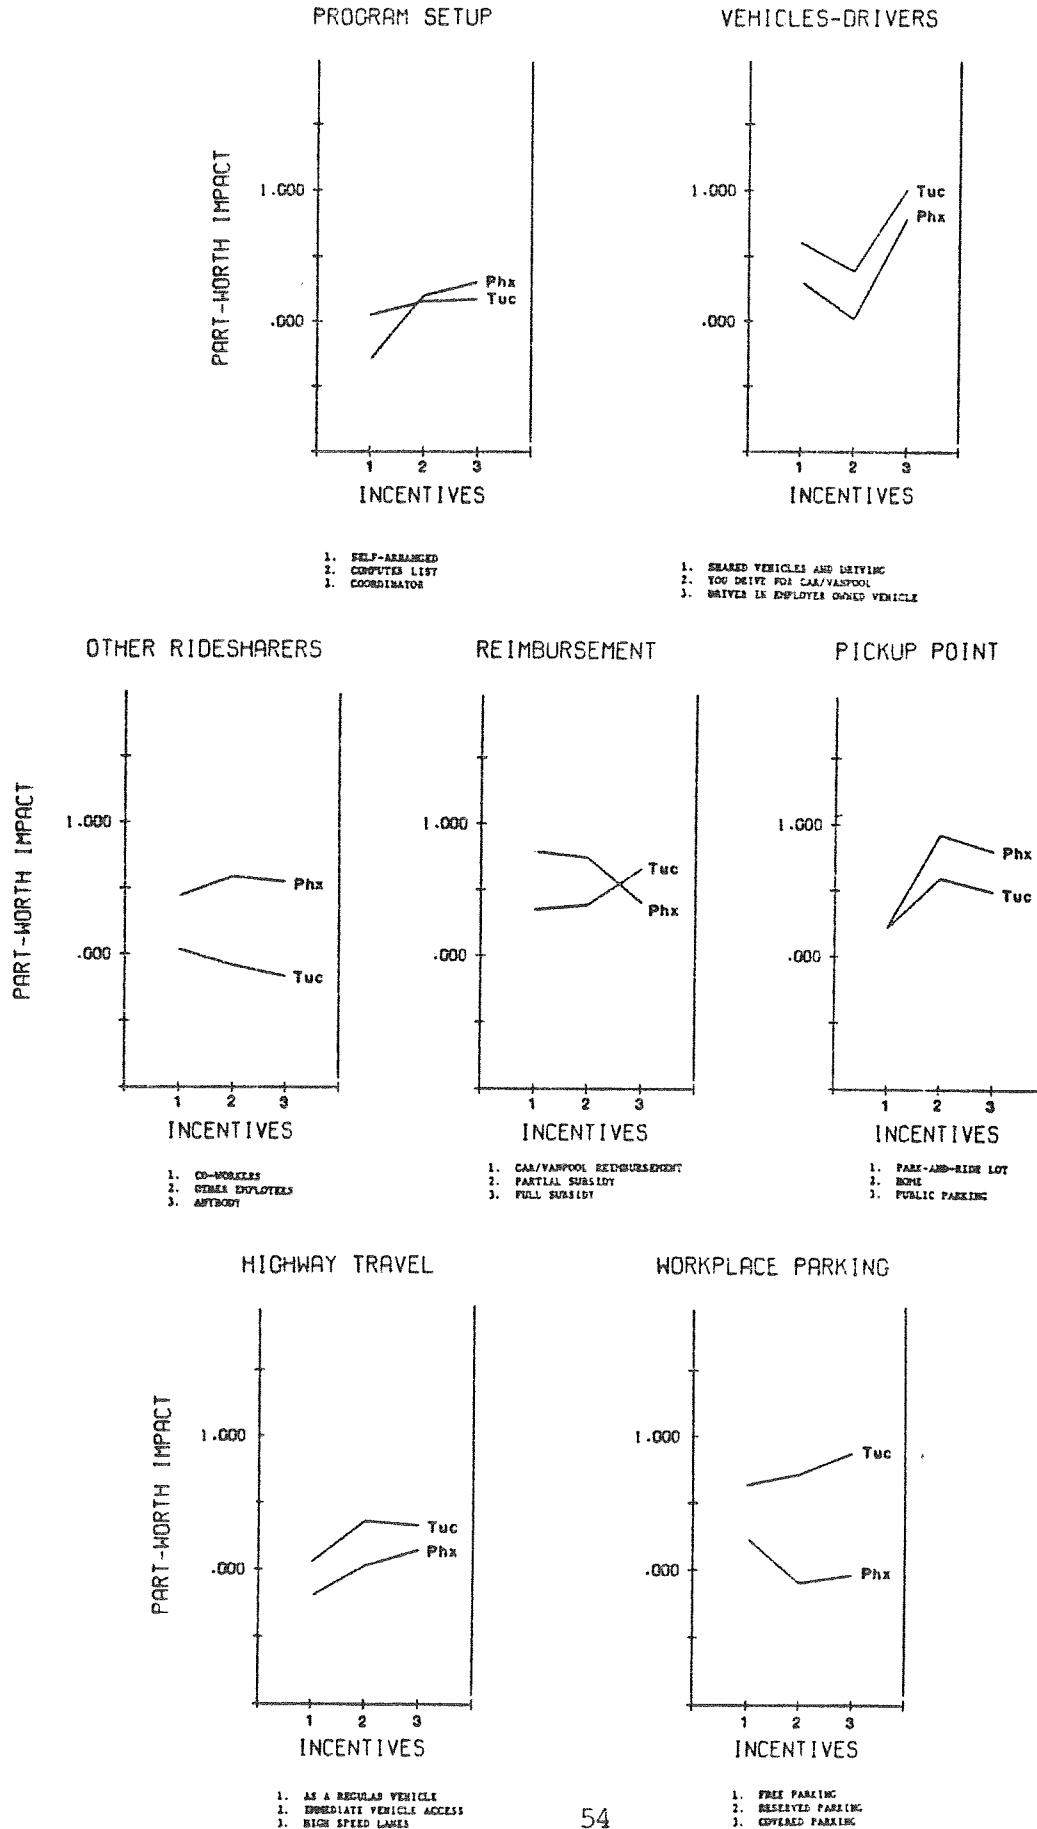 PROGRAM SETUP
VEHICLES-DRIVERS
PART-WORTH IMPACT
1.000
.000
Phx
Tuc
1 2 3
INCENTIVES
1.000
.000
Tuc
Phx
1 2 3
INCENTIVES
1. SELF-ARRANGED
2. COMPUTER LIST
3. COORDINATOR
1. SHARED VEHICLES AND DRIVING
2. YOU DRIVE FOR CAR/VANPOOL
3. DRIVER IN EMPLOYER OWNED VEHICLE
OTHER RIDESHARERS
REIMBURSEMENT
PICKUP POINT
PART-WORTH IMPACT
1.000
.000
Phx
Tuc
1 2 3
INCENTIVES
1.000
.000
Tuc
Phx
1 2 3
INCENTIVES
1.000
.000
Phx
Tuc
1 2 3
INCENTIVES
1. CO-WORKERS
2. OTHER EMPLOYEES
3. ANYBODY
1. CAR/VANPOOL REIMBURSEMENT
2. PARTIAL SUBSIDY
3. FULL SUBSIDY
1. PARK-AND-RIDE LOT
2. HOME
3. PUBLIC PARKING
HIGHWAY TRAVEL
WORKPLACE PARKING
PART-WORTH IMPACT
1.000
.000
Tuc
Phx
1 2 3
INCENTIVES
1.000
.000
Tuc
Phx
1 2 3
INCENTIVES
1. AS A REGULAR VEHICLE
2. IMMEDIATE VEHICLE ACCESS
3. HIGH SPEED LANES
1. FREE PARKING
2. RESERVED PARKING
3. COVERED PARKING
54